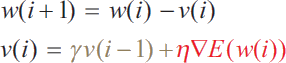 w(i+1) = w(i) − v(i)
v(i) = γv(i−1) + η∇E(w(i))